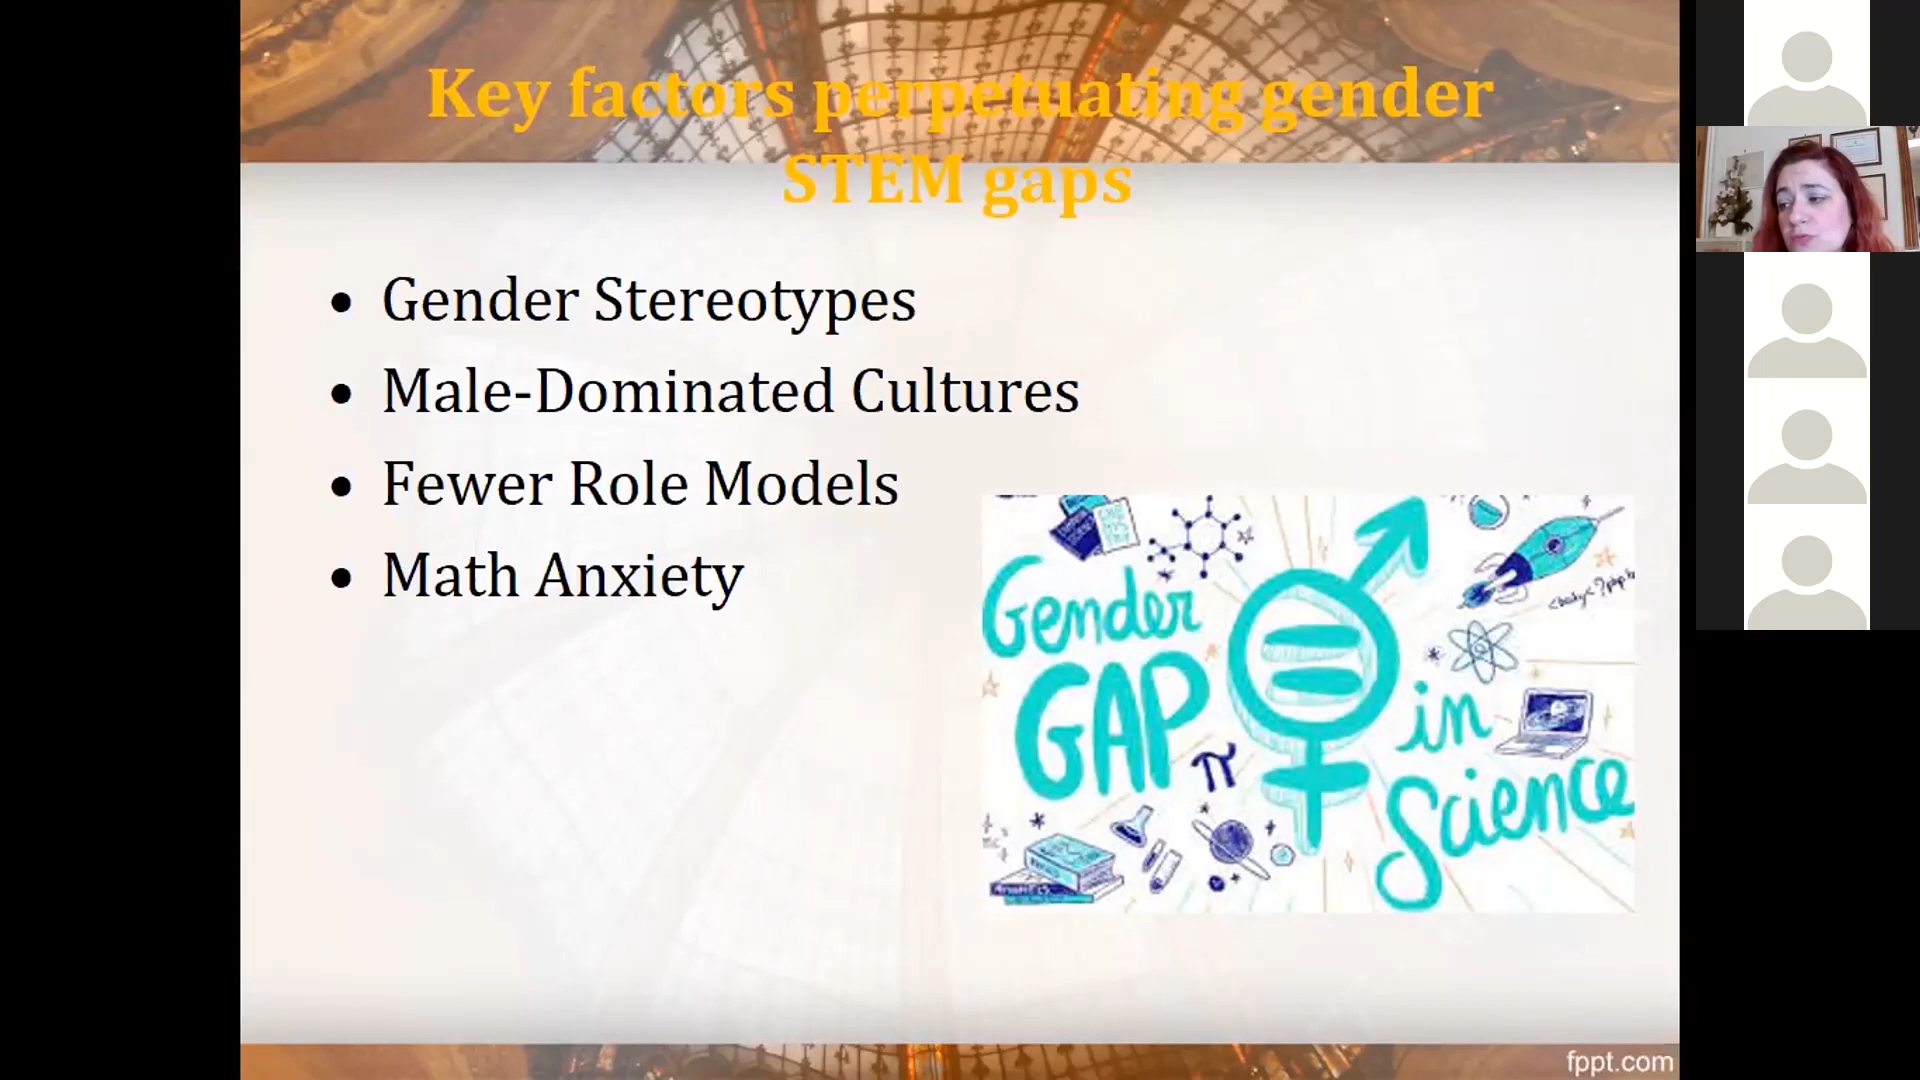 Key factors perpetuating gender
STEM gaps
• Gender Stereotypes
• Male-Dominated Cultures
• Fewer Role Models
• Math Anxiety
Gender
GAP
π
in
Science
fppt.com